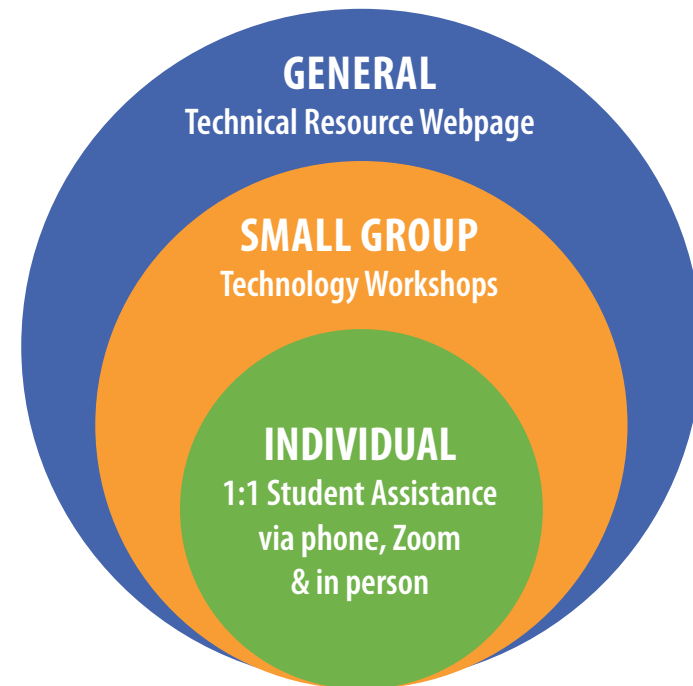 GENERAL
Technical Resource Webpage
SMALL GROUP
Technology Workshops
INDIVIDUAL
1:1 Student Assistance
via phone, Zoom
& in person